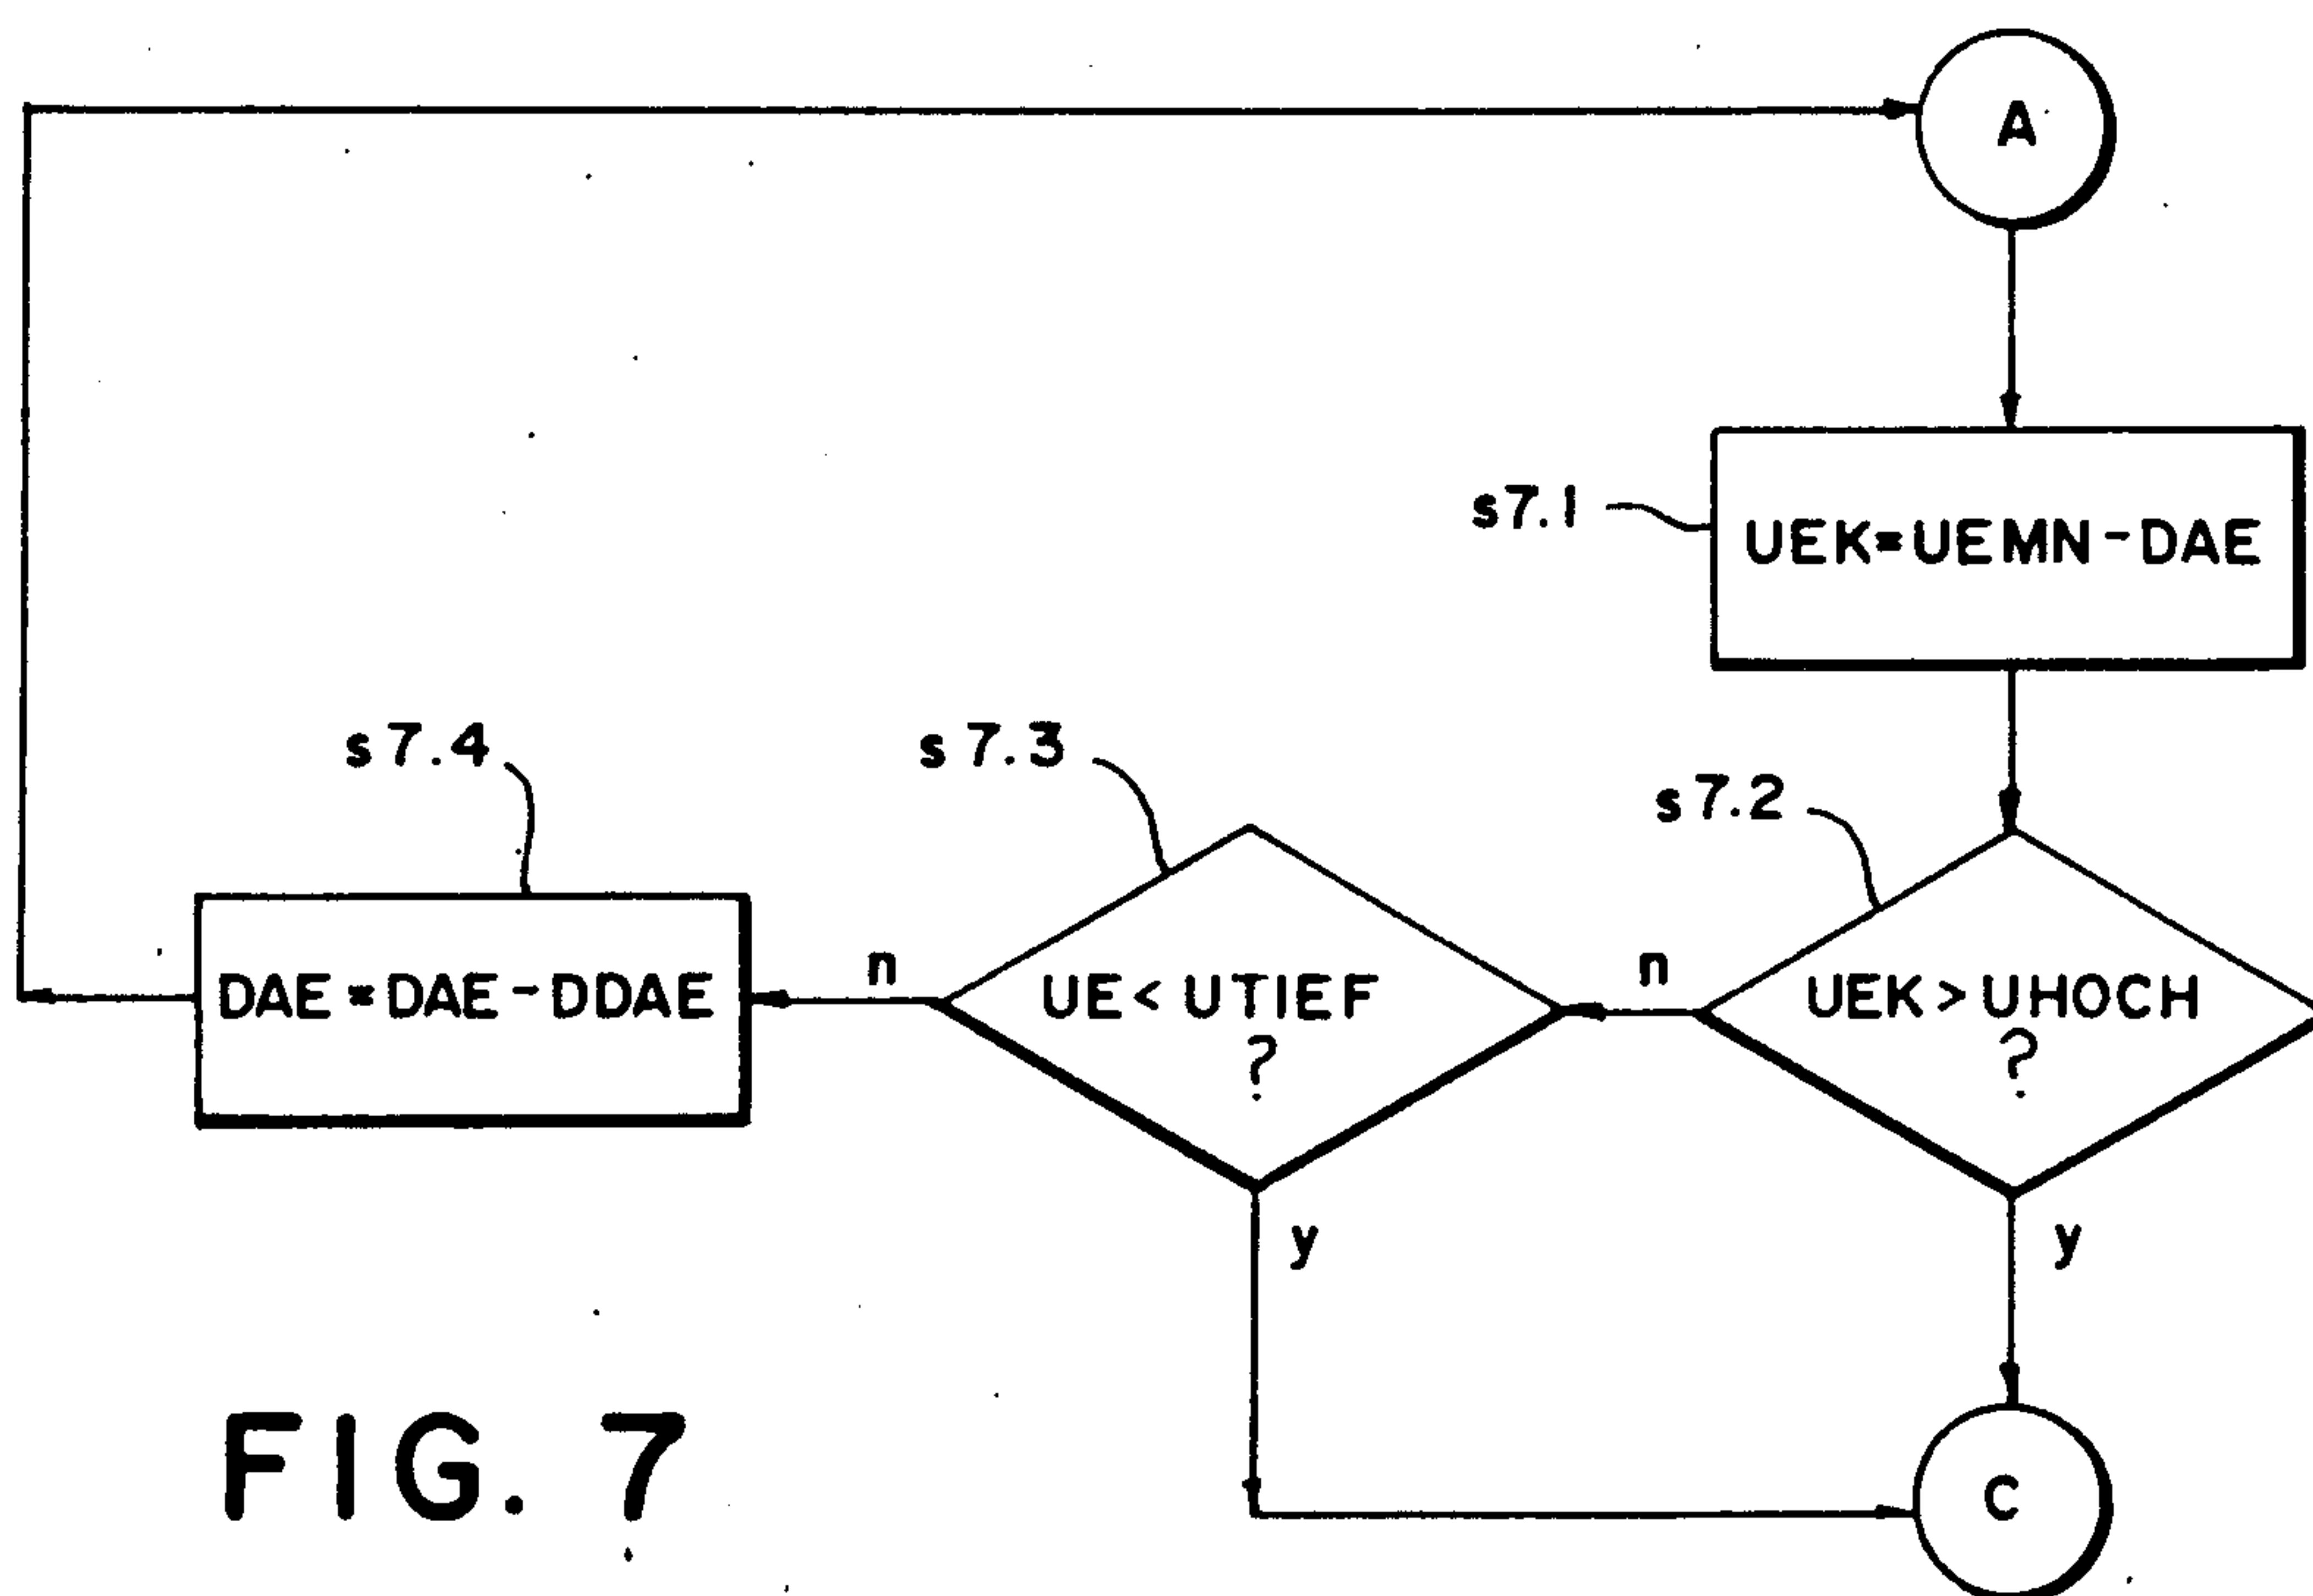 A
s7.1
UEK=UEMN-DAE
s7.4
s7.3
s7.2
DAE=DAE-DDAE
n
UE<UTIEF
?
n
UEK>UHOCH
?
y
y
C
FIG. 7